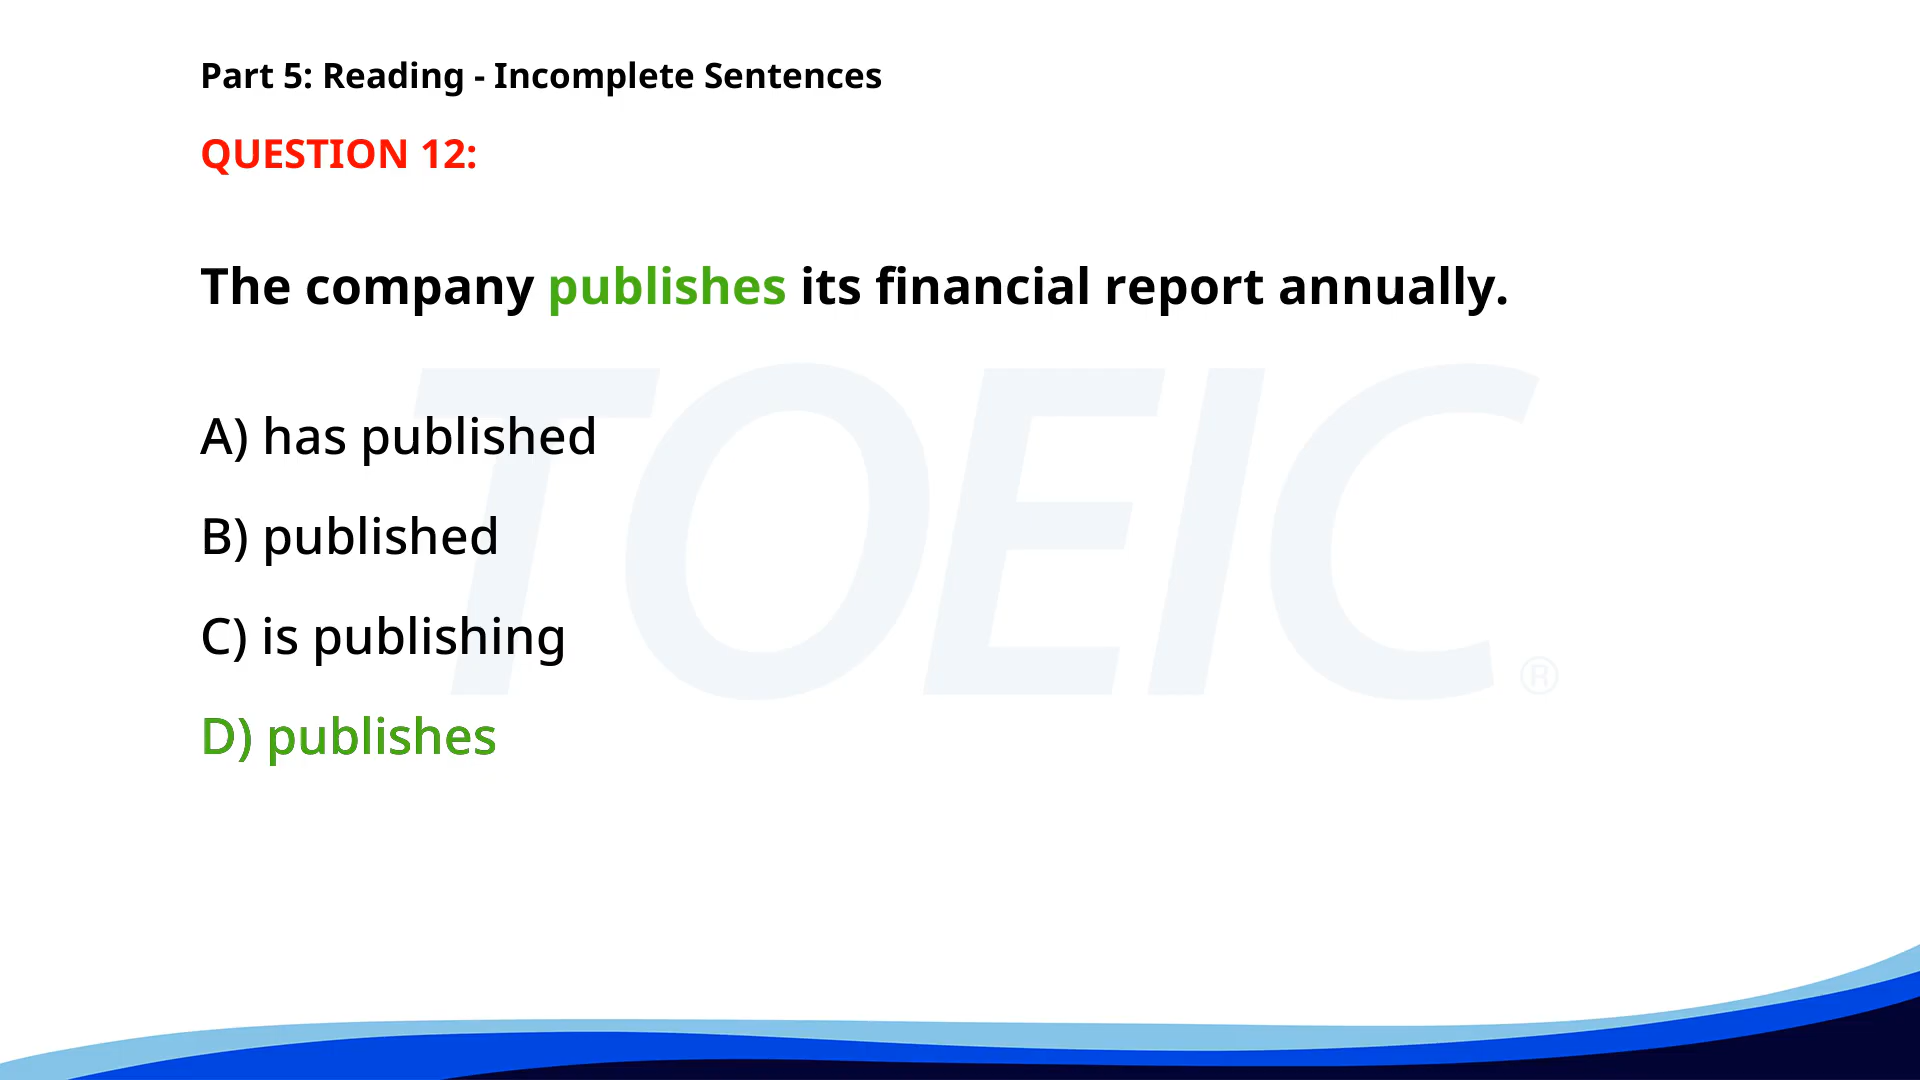 Part 5: Reading - Incomplete Sentences
QUESTION 12:
The company publishes its financial report annually.
A) has published
B) published
C) is publishing
D) publishes
TOEIC®